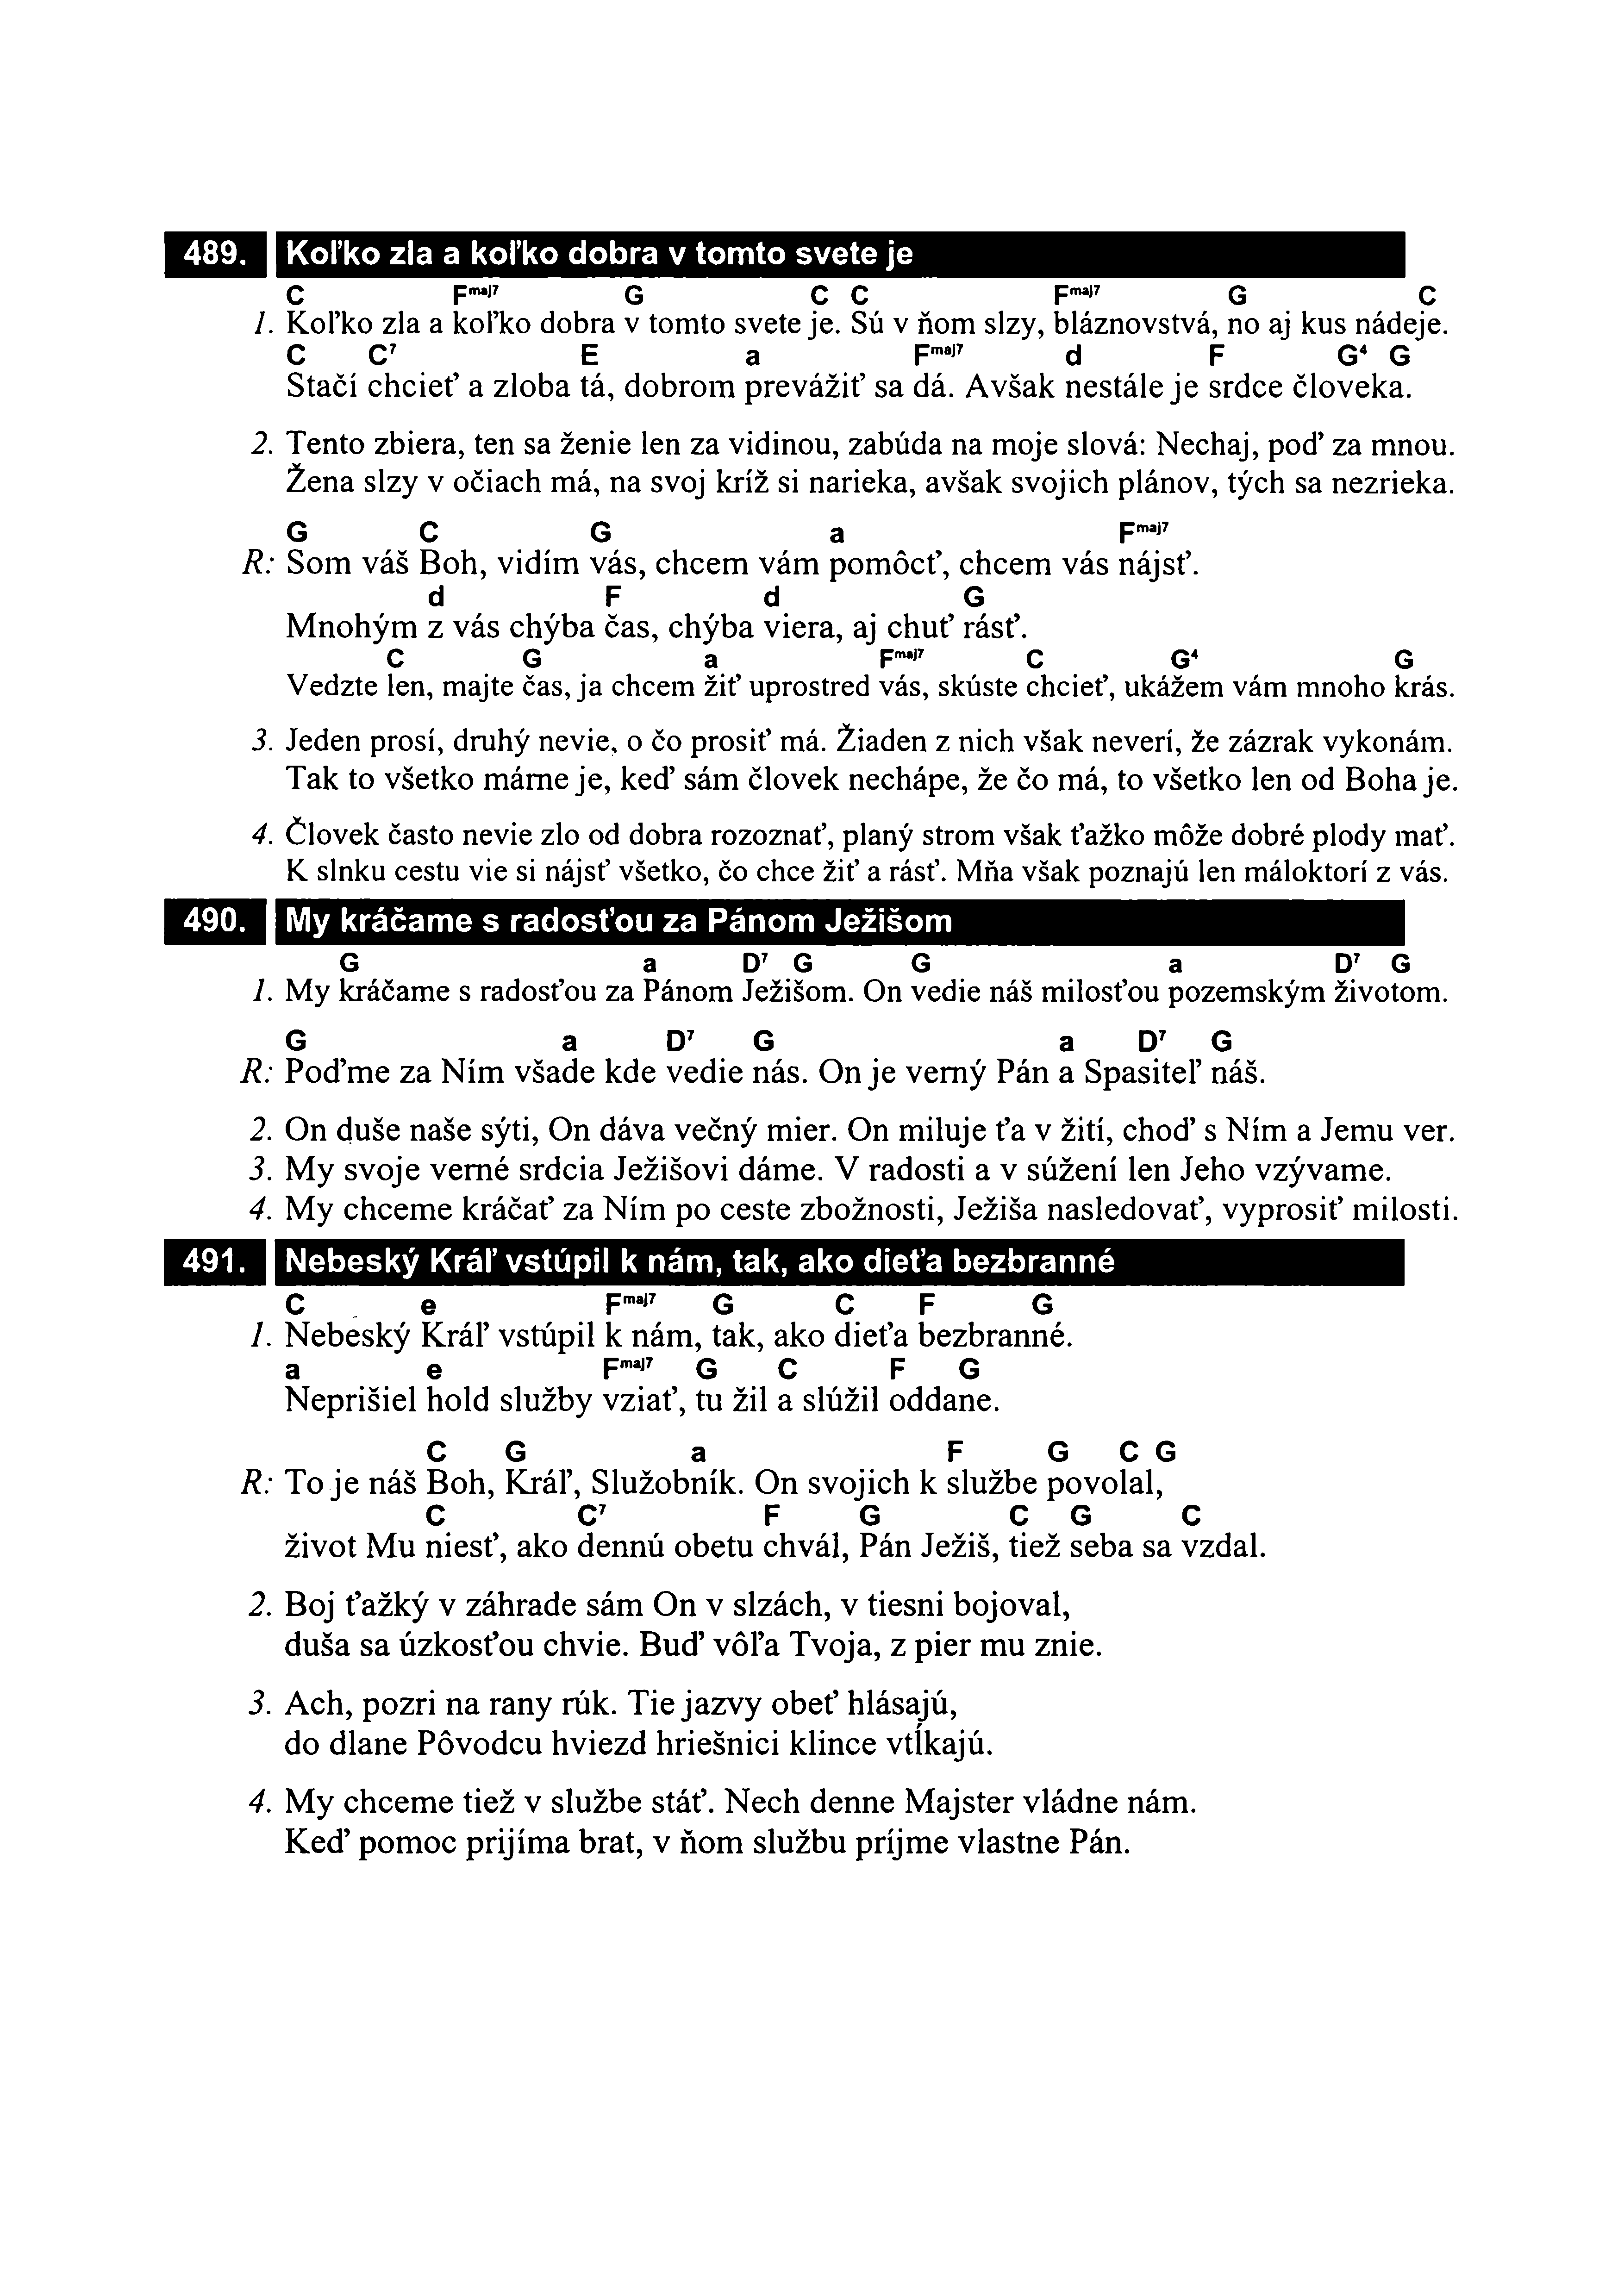 489. Koľko zla a koľko dobra v tomto svete je
C Fmaj7 G C C Fmaj7 G C
1. Koľko zla a koľko dobra v tomto svete je. Sú v ňom slzy, bláznovstvá, no aj kus nádeje.
C C7 E a Fmaj7 d F G4 G
Stačí chcieť a zloba tá, dobrom prevážiť sa dá. Avšak nestále je srdce človeka.
2. Tento zbiera, ten sa ženie len za vidinou, zabúda na moje slová: Nechaj, poď za mnou.
Žena slzy v očiach má, na svoj kríž si narieka, avšak svojich plánov, tých sa nezrieka.
G C G a Fmaj7
R: Som váš Boh, vidím vás, chcem vám pomôcť, chcem vás nájsť.
d F d G
Mnohým z vás chýba čas, chýba viera, aj chuť rásť.
C G a Fmaj7 C G4 G
Vedzte len, majte čas, ja chcem žiť uprostred vás, skúste chcieť, ukážem vám mnoho krás.
3. Jeden prosí, druhý nevie, o čo prosiť má. Žiaden z nich však neverí, že zázrak vykonám.
Tak to všetko márne je, keď sám človek nechápe, že čo má, to všetko len od Boha je.
4. Človek často nevie zlo od dobra rozoznať, planý strom však ťažko môže dobré plody mať.
K slnku cestu vie si nájsť všetko, čo chce žiť a rásť. Mňa však poznajú len máloktorí z vás.
490. My kráčame s radosťou za Pánom Ježišom
G a D7 G G a D7 G
1. My kráčame s radosťou za Pánom Ježišom. On vedie náš milosťou pozemským životom.
G a D7 G a D7 G
R: Poďme za Ním všade kde vedie nás. On je verný Pán a Spasiteľ náš.
2. On duše naše sýti, On dáva večný mier. On miluje ťa v žití, choď s Ním a Jemu ver.
3. My svoje verné srdcia Ježišovi dáme. V radosti a v súžení len Jeho vzývame.
4. My chceme kráčať za Ním po ceste zbožnosti, Ježiša nasledovať, vyprosiť milosti.
491. Nebeský Kráľ vstúpil k nám, tak, ako dieťa bezbranné
C e Fmaj7 G C F G
1. Nebeský Kráľ vstúpil k nám, tak, ako dieťa bezbranné.
a e Fmaj7 G C F G
Neprišiel hold služby vziať, tu žil a slúžil oddane.
C G a F G C G
R: To je náš Boh, Kráľ, Služobník. On svojich k službe povolal,
C C7 F G C G C
život Mu niesť, ako dennú obetu chvál, Pán Ježiš, tiež seba sa vzdal.
2. Boj ťažký v záhrade sám On v slzách, v tiesni bojoval,
duša sa úzkosťou chvie. Buď vôľa Tvoja, z pier mu znie.
3. Ach, pozri na rany rúk. Tie jazvy obeť hlásajú,
do dlane Pôvodcu hviezd hriešnici klince vtĺkajú.
4. My chceme tiež v službe stáť. Nech denne Majster vládne nám.
Keď pomoc prijíma brat, v ňom službu príjme vlastne Pán.